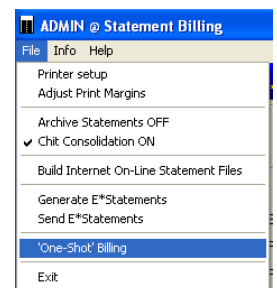 ADMIN @ Statement Billing
File Info Help
Printer setup
Adjust Print Margins
Archive Statements OFF
✓ Chit Consolidation ON
Build Internet On-Line Statement Files
Generate E*Statements
Send E*Statements
'One-Shot' Billing
Exit